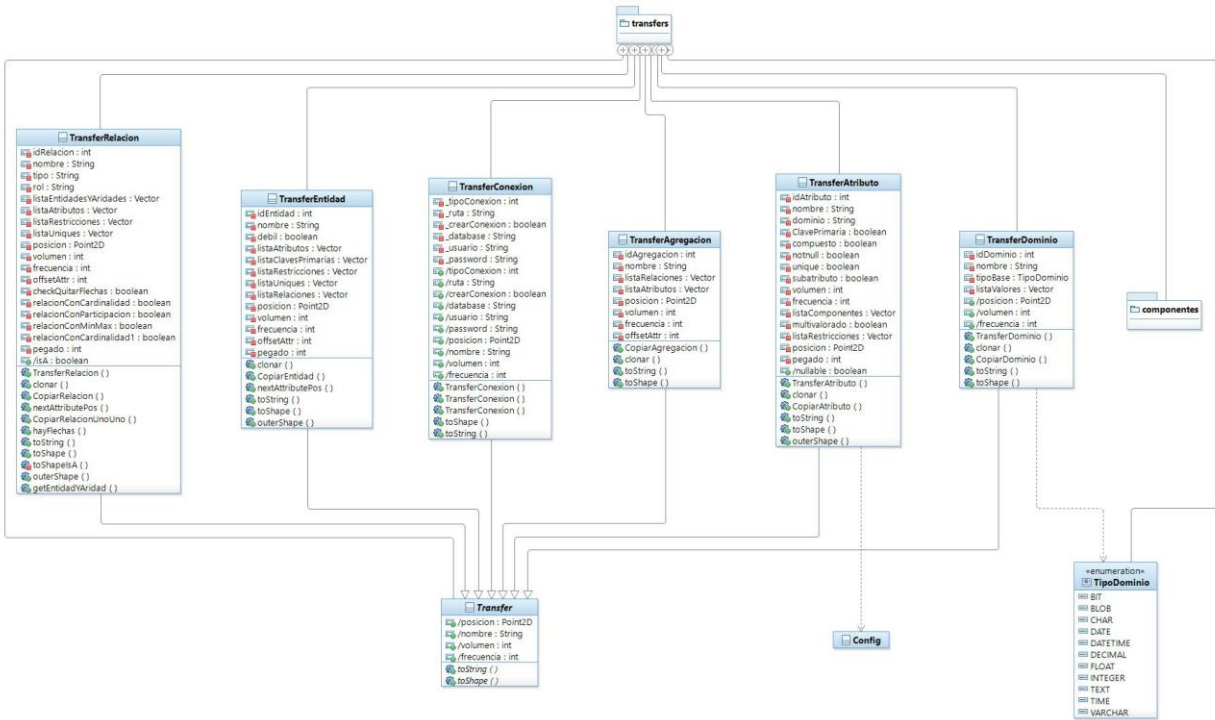 transfers
TransferRelacion
idRelacion : int
nombre : String
tipo : String
rol : String
listaEntidadesYAridades : Vector
listaAtributos : Vector
listaRestricciones : Vector
listaUniques : Vector
posicion : Point2D
volumen : int
frecuencia : int
offsetAttr : int
checkQuitarFlechas : boolean
relacionConCardinalidad : boolean
relacionConParticipacion : boolean
relacionConMinMax : boolean
relacionConCardinalidad1 : boolean
pegado : int
/isA : boolean
TransferRelacion ( )
clonar ( )
CopiarRelacion ( )
nextAttributePos ( )
CopiarRelacionUnoUno ( )
hayFlechas ( )
toString ( )
toShape ( )
toShapeIsA ( )
outerShape ( )
getEntidadYAridad ( )
TransferEntidad
idEntidad : int
nombre : String
debil : boolean
listaAtributos : Vector
listaClavesPrimarias : Vector
listaRestricciones : Vector
listaUniques : Vector
listaRelaciones : Vector
posicion : Point2D
volumen : int
frecuencia : int
offsetAttr : int
pegado : int
clonar ( )
CopiarEntidad ( )
nextAttributePos ( )
toString ( )
toShape ( )
outerShape ( )
TransferConexion
_tipoConexion : int
_ruta : String
_crearConexion : boolean
_database : String
_usuario : String
_password : String
/tipoConexion : int
/ruta : String
/crearConexion : boolean
/database : String
/usuario : String
/password : String
/posicion : Point2D
/nombre : String
/volumen : int
/frecuencia : int
TransferConexion ( )
TransferConexion ( )
TransferConexion ( )
toShape ( )
toString ( )
TransferAgregacion
idAgregacion : int
nombre : String
listaRelaciones : Vector
listaAtributos : Vector
posicion : Point2D
volumen : int
frecuencia : int
offsetAttr : int
CopiarAgregacion ( )
clonar ( )
toString ( )
toShape ( )
TransferAtributo
idAtributo : int
nombre : String
dominio : String
ClavePrimaria : boolean
compuesto : boolean
notnull : boolean
unique : boolean
subatributo : boolean
volumen : int
frecuencia : int
listaComponentes : Vector
multivalorado : boolean
listaRestricciones : Vector
posicion : Point2D
pegado : int
/nullable : boolean
TransferAtributo ( )
clonar ( )
CopiarAtributo ( )
toString ( )
toShape ( )
outerShape ( )
TransferDominio
idDominio : int
nombre : String
tipoBase : TipoDominio
listaValores : Vector
/posicion : Point2D
/volumen : int
/frecuencia : int
TransferDominio ( )
clonar ( )
CopiarDominio ( )
toString ( )
toShape ( )
componentes
Transfer
/posicion : Point2D
/nombre : String
/volumen : int
/frecuencia : int
toString ( )
toShape ( )
Config
«enumeration»
TipoDominio
BIT
BLOB
CHAR
DATE
DATETIME
DECIMAL
FLOAT
INTEGER
TEXT
TIME
VARCHAR